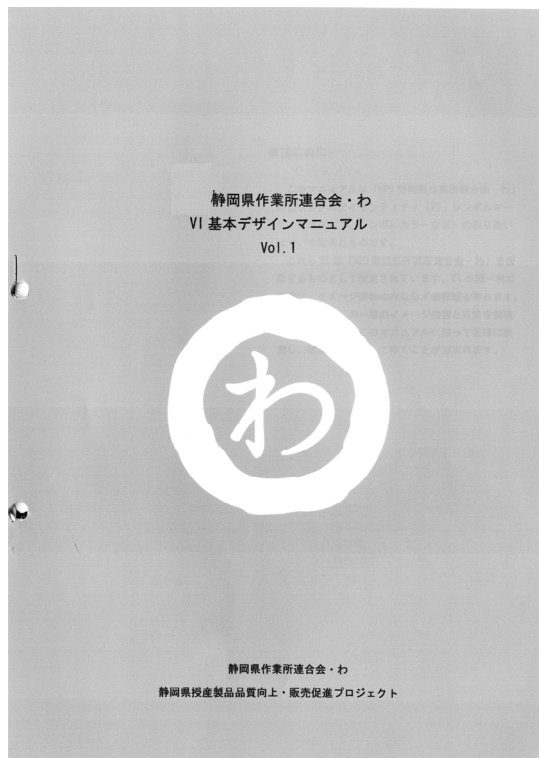 静岡県作業所連合会・わ
VI基本デザインマニュアル
Vol.1
わ
静岡県作業所連合会・わ
静岡県授産製品品質向上・販売促進プロジェクト